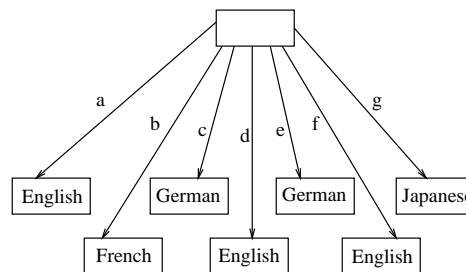 a
b
c
d
e
f
g
English
German
German
Japanese
French
English
English